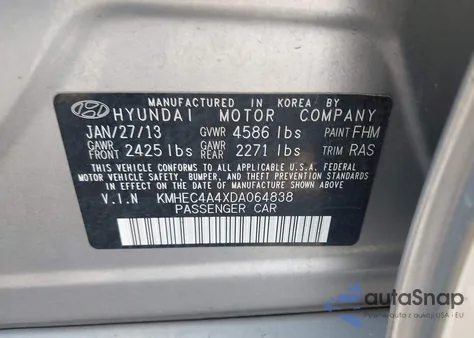 MANUFACTURED IN KOREA BY
HYUNDAI MOTOR COMPANY
JAN/27/13 GVWR 4586 lbs PAINT FHM
GAWR FRONT 2425 lbs GAWR REAR 2271 lbs TRIM RAS
THIS VEHICLE CONFORMS TO ALL APPLICABLE U.S.A. FEDERAL
MOTOR VEHICLE SAFETY, BUMPER, AND THEFT PREVENTION
STANDARDS IN EFFECT ON THE DATE OF MANUFACTURE SHOWN ABOVE.
V.I.N KMHEC4A4XDA064838
PASSENGER CAR
autoSnap
Удобный автозаказ